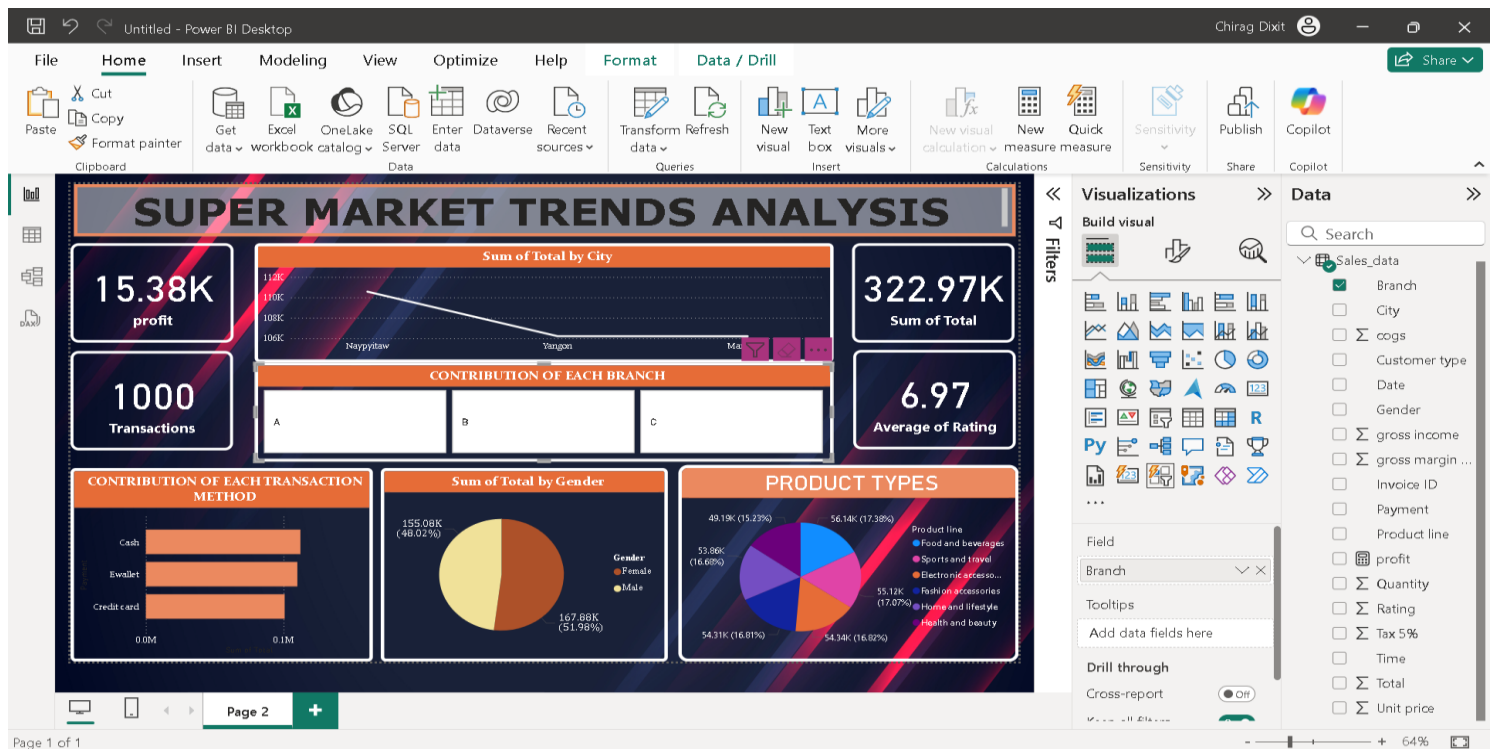 Untitled - Power BI Desktop
Chirag Dixit
File Home Insert Modeling View Optimize Help Format Data / Drill
Share
Paste
Cut
Copy
Format painter
Clipboard
Get data
Excel workbook
OneLake catalog
SQL Server
Enter data
Dataverse
Recent sources
Data
Transform data
Refresh
Queries
New visual
Text box
More visuals
Insert
New visual calculation
New measure
Quick measure
Calculations
Sensitivity
Sensitivity
Publish
Share
Copilot
Copilot
SUPER MARKET TRENDS ANALYSIS
15.38K
profit
Sum of Total by City
112K
110K
108K
106K
Naypyitaw
Yangon
322.97K
Sum of Total
1000
Transactions
CONTRIBUTION OF EACH BRANCH
A
B
C
6.97
Average of Rating
CONTRIBUTION OF EACH TRANSACTION
METHOD
Cash
Ewallet
Credit card
0.0M
0.1M
Sum of Total by Gender
155.08K
(48.02%)
167.88K
(51.98%)
Gender
Female
Male
PRODUCT TYPES
49.19K (15.23%)
56.14K (17.38%)
53.86K
(16.68%)
55.12K
(17.07%)
54.31K (16.81%)
54.34K (16.82%)
Product line
Food and beverages
Sports and travel
Electronic accesso...
Fashion accessories
Home and lifestyle
Health and beauty
Filters
Visualizations
Build visual
123
R
Py
123
...
Field
Branch
Tooltips
Add data fields here
Drill through
Cross-report
Off
Data
Search
Sales_data
Branch
City
cogs
Customer type
Date
Gender
gross income
gross margin ...
Invoice ID
Payment
Product line
profit
Quantity
Rating
Tax 5%
Time
Total
Unit price
DAX
Page 2
+
Page 1 of 1
- + 64%